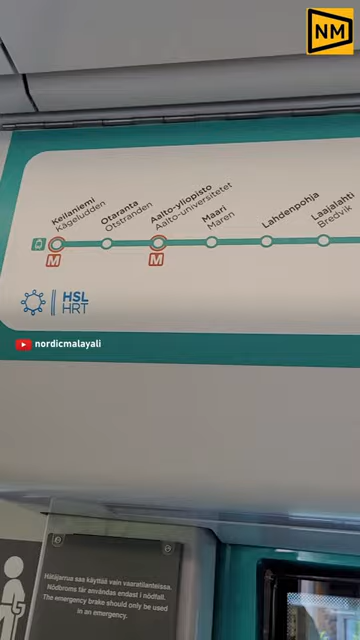 NM
Keilaniemi
Kägeludden
Otaranta
Otstranden
Aalto-yliopisto
Aalto-universitetet
Maari
Maren
Lahdenpohja
Laajalahti
Bredvik
M
M
HSL
HRT
nordicmalayali
Hätäjarrua saa käyttää vain vaaratilanteissa.
Nödbroms får användas endast i nödfall.
The emergency brake should only be used
in an emergency.